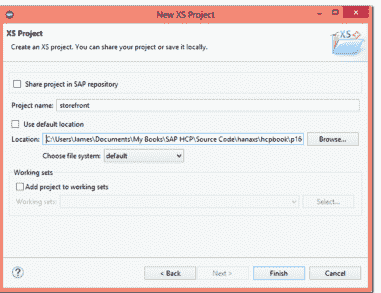 New XS Project
XS Project
Create an XS project. You can share your project or save it locally.
XS
Share project in SAP repository
Project name: storefront
Use default location
Location: C:\Users\James\Documents\My Books\SAP HCP\Source Code\hanaxs\hcpbook\p16 Browse...
Choose file system: default
Working sets
Add project to working sets
Working sets: Select...
? < Back Next > Finish Cancel